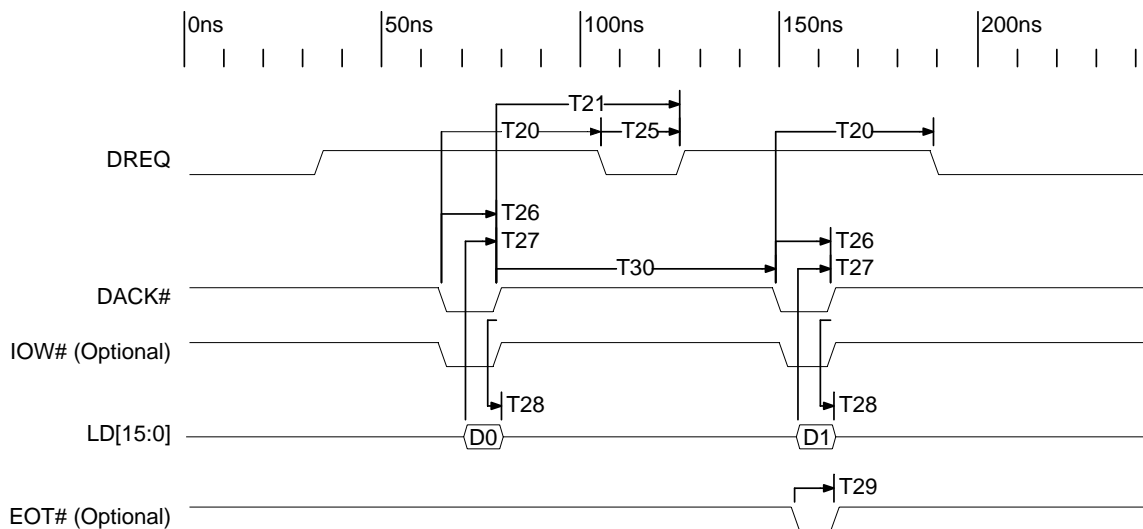 0ns 50ns 100ns 150ns 200ns
T21
T20 T25 T20
DREQ
T26
T27 T26
T30 T27
DACK#
IOW# (Optional)
T28 T28
LD[15:0] D0 D1
T29
EOT# (Optional)